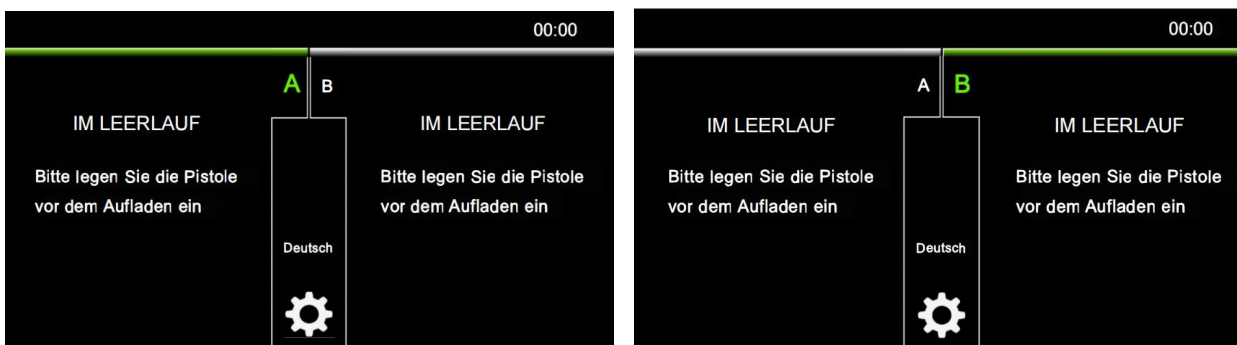 00:00
A B
IM LEERLAUF
Bitte legen Sie die Pistole
vor dem Aufladen ein
IM LEERLAUF
Bitte legen Sie die Pistole
vor dem Aufladen ein
Deutsch
00:00
A B
IM LEERLAUF
Bitte legen Sie die Pistole
vor dem Aufladen ein
IM LEERLAUF
Bitte legen Sie die Pistole
vor dem Aufladen ein
Deutsch